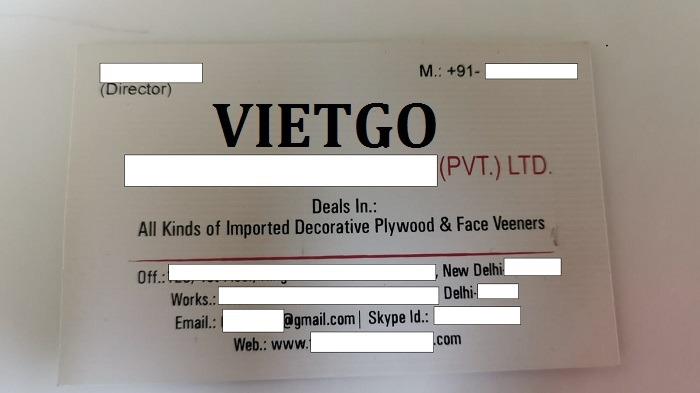 (Director)
M.: +91-
VIETGO
(PVT.) LTD.
Deals In.:
All Kinds of Imported Decorative Plywood & Face Veeners
Off.: , New Delhi-
Works.: Delhi-
Email.: @gmail.com | Skype Id.:
Web.: www. .com